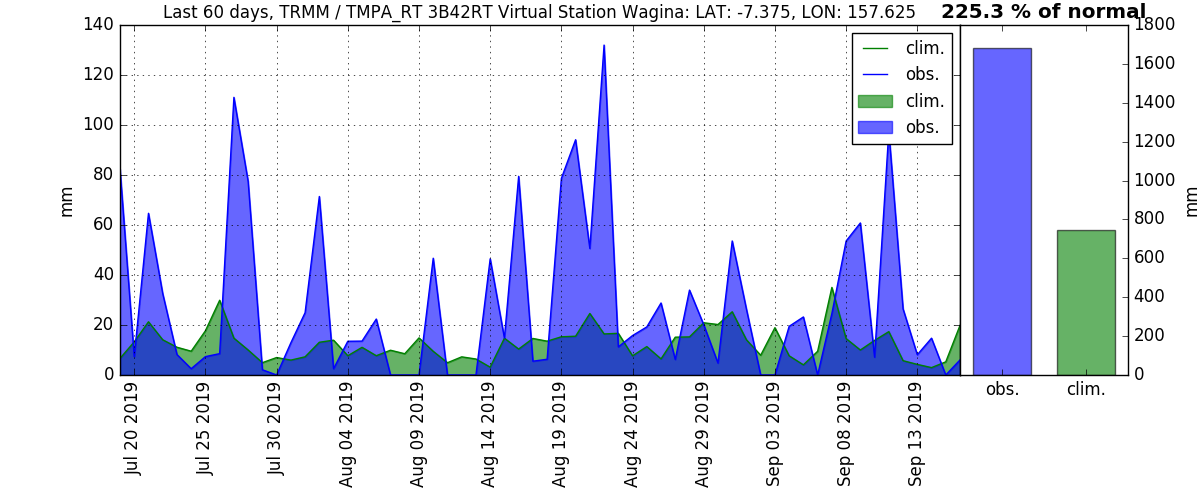 Last 60 days, TRMM / TMPA_RT 3B42RT Virtual Station Wagina: LAT: -7.375, LON: 157.625
225.3 % of normal
140
120
100
80
60
40
20
0
mm
clim.
obs.
clim.
obs.
1800
1600
1400
1200
1000
800
600
400
200
0
mm
Jul 20 2019
Jul 25 2019
Jul 30 2019
Aug 04 2019
Aug 09 2019
Aug 14 2019
Aug 19 2019
Aug 24 2019
Aug 29 2019
Sep 03 2019
Sep 08 2019
Sep 13 2019
obs.
clim.